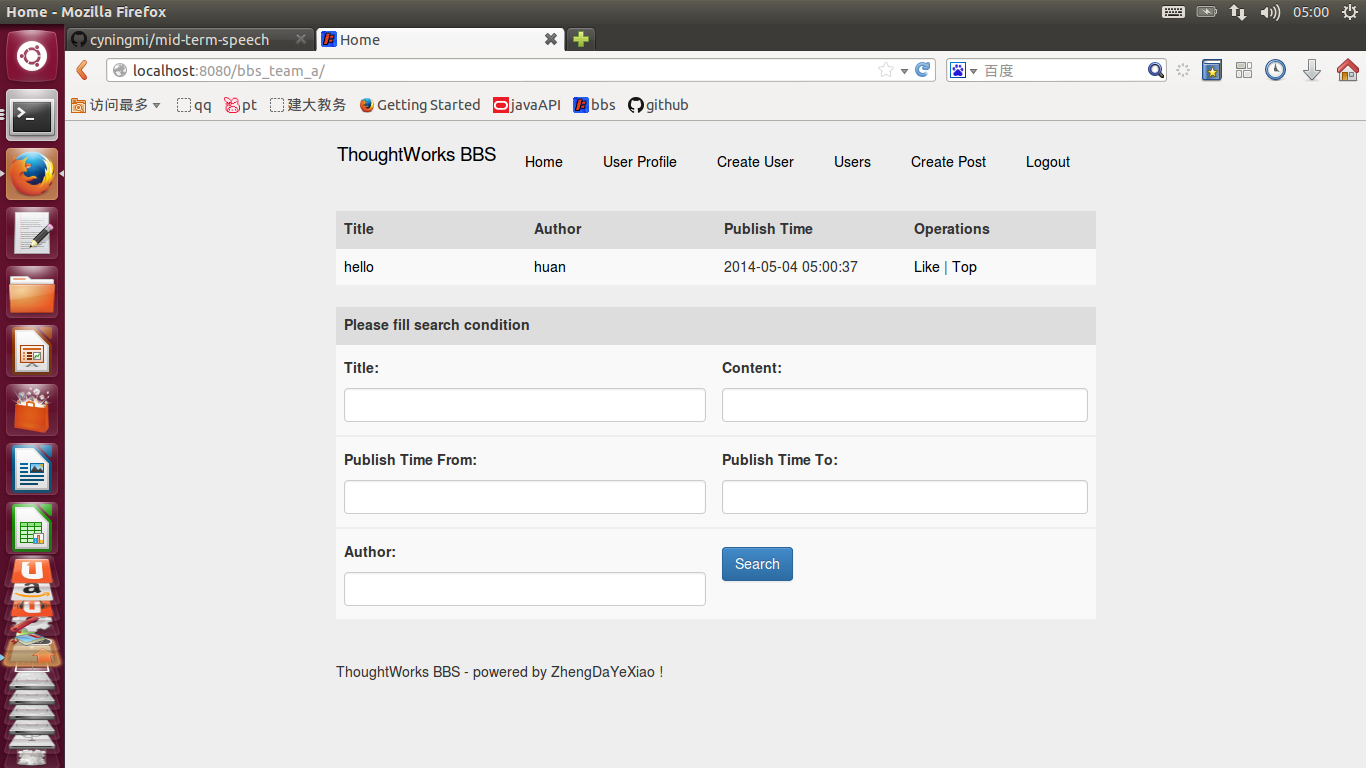 Home - Mozilla Firefox
05:00
cyningmi/mid-term-speech
Home
localhost:8080/bbs_team_a/
百度
访问最多
qq
pt
建大教务
Getting Started
javaAPI
bbs
github
ThoughtWorks BBS
Home
User Profile
Create User
Users
Create Post
Logout
Title
Author
Publish Time
Operations
hello
huan
2014-05-04 05:00:37
Like | Top
Please fill search condition
Title:
Content:
Publish Time From:
Publish Time To:
Author:
Search
ThoughtWorks BBS - powered by ZhengDaYeXiao !